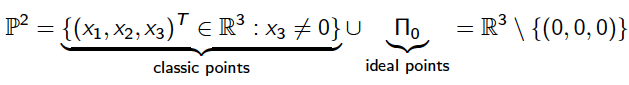 ℙ² = {(x₁, x₂, x₃)ᵀ ∈ ℝ³ : x₃ ≠ 0} ∪ Π₀ = ℝ³ \ {(0, 0, 0)}
classic points ideal points